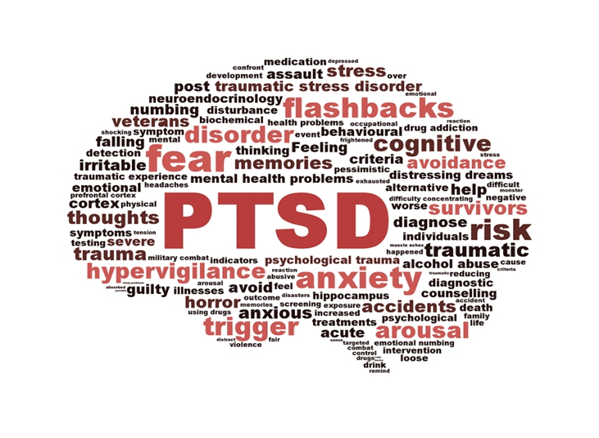 medication depressed
confront assault stress over
development
post traumatic stress disorder
emotional
neuroendocrinology
numbing disturbance flashbacks
veterans biochemical health problems occupational reaction
shocking symptom disorder event behavioural drug addiction
falling mental thinking Feeling frightened cognitive
detection fear memories criteria avoidance stress
irritable pessimistic
traumatic experience mental health problems exhausted distressing dreams
emotional headaches alternative help difficult
prefrontal cortex PTSD difficulty concentrating monster
cortex physical worse survivors negative
thoughts diagnose risk
symptoms tension individuals
testing severe muscle aches
trauma military combat indicators psychological trauma happened traumatic
hypervigilance reaction anxiety alcohol abuse cause
arousal abusive traumatic reducing criteria
absorbed guilty illnesses avoid feel diagnostic
horror outcome disasters hippocampus counselling
memories screening exposure accidents accident death
using drugs anxious increased psychological family
trigger treatments arousal life
acute
distract fair targeted emotional numbing
violence combat intervention
control loose
drugs
drink
remind